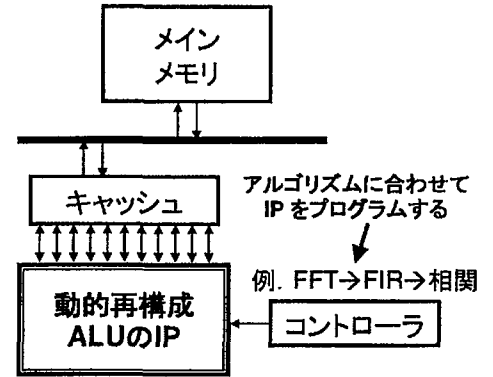 メイン
メモリ
キャッシュ
アルゴリズムに合わせて
IPをプログラムする
動的再構成
ALUのIP
例. FFT→FIR→相関
コントローラ